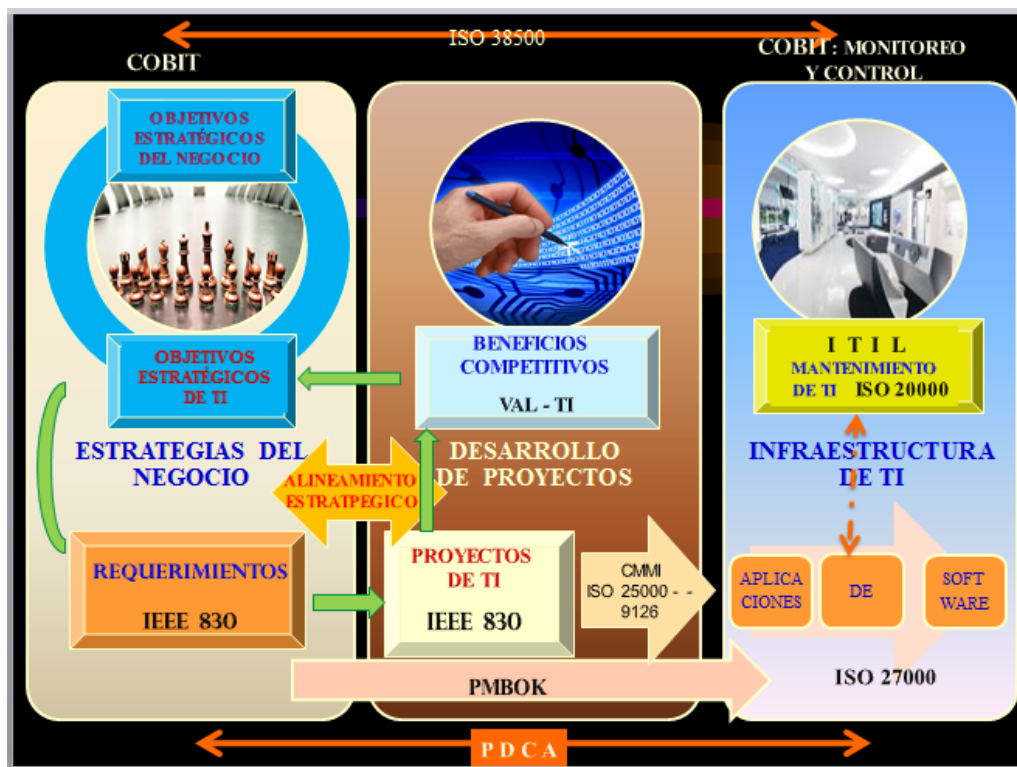 ISO 38500
COBIT
COBIT: MONITOREO
Y CONTROL
OBJETIVOS
ESTRATÉGICOS
DEL NEGOCIO
OBJETIVOS
ESTRATÉGICOS
DE TI
ESTRATEGIAS DEL
NEGOCIO
REQUERIMIENTOS
IEEE 830
ALINEAMIENTO
ESTRATPEGICO
BENEFICIOS
COMPETITIVOS
VAL - TI
DESARROLLO
DE PROYECTOS
PROYECTOS
DE TI
IEEE 830
CMMI
ISO 25000 - -
9126
I T I L
MANTENIMIENTO
DE TI ISO 20000
INFRAESTRUCTURA
DE TI
APLICA
CIONES
DE
SOFT
WARE
ISO 27000
PMBOK
P D C A